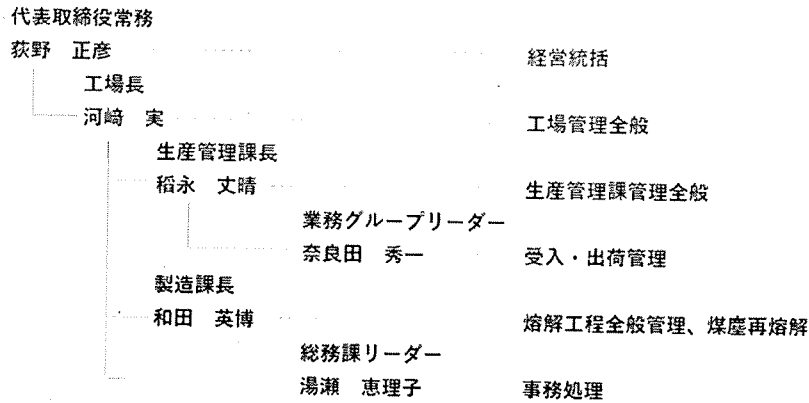 代表取締役常務
荻野 正彦 経営統括
工場長
河﨑 実 工場管理全般
生産管理課長
稻永 丈晴 生産管理課管理全般
業務グループリーダー
奈良田 秀一 受入・出荷管理
製造課長
和田 英博 熔解工程全般管理、煤塵再熔解
総務課リーダー
湯瀬 恵理子 事務処理